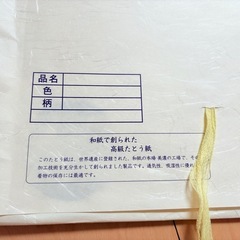 品名
色
柄
和紙で創られた
高級たとう紙
このたとう紙は、世界遺産に登録された、和紙の本場・美濃の工場で、そ
加工技術を充分生かして創られました製品です。通気性、吸湿性に優れ
着物の保存には最適です。